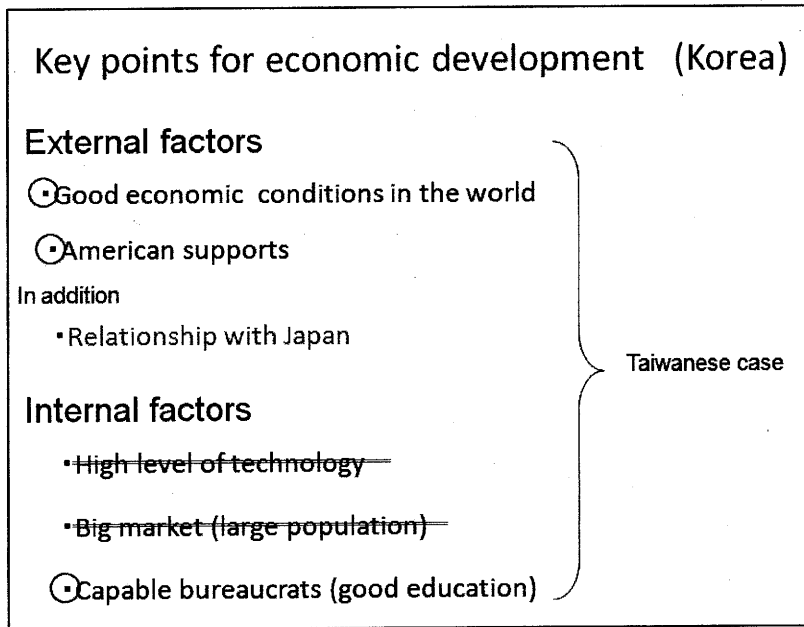 Key points for economic development (Korea)
External factors
・Good economic conditions in the world
・American supports
In addition
・Relationship with Japan
Taiwanese case
Internal factors
・High level of technology
・Big market (large population)
・Capable bureaucrats (good education)